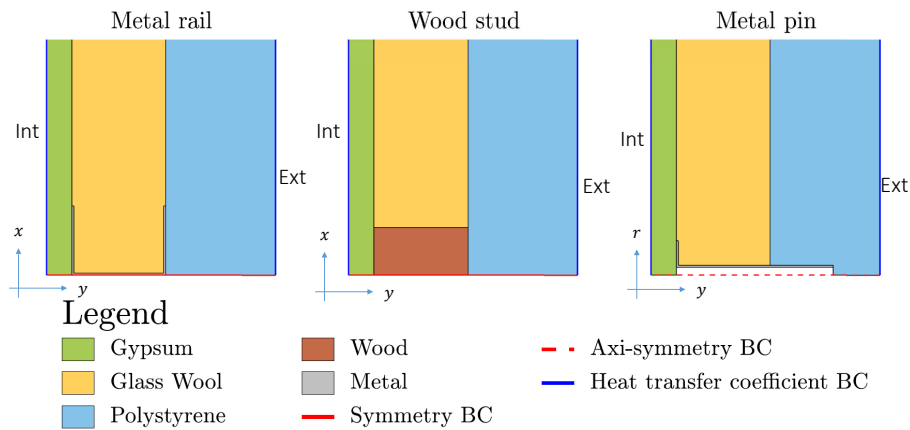 Metal rail
Wood stud
Metal pin
Int
Ext
x
y
Int
Ext
x
y
Int
Ext
r
y
Legend
Gypsum
Wood
Axi-symmetry BC
Glass Wool
Metal
Heat transfer coefficient BC
Polystyrene
Symmetry BC